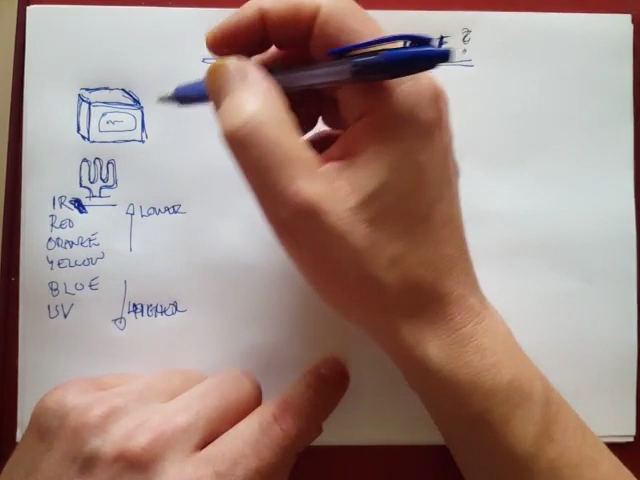 ?
IR
LOWER
RED
ORANGE
YELLOW
BLUE
UV
HIGHER